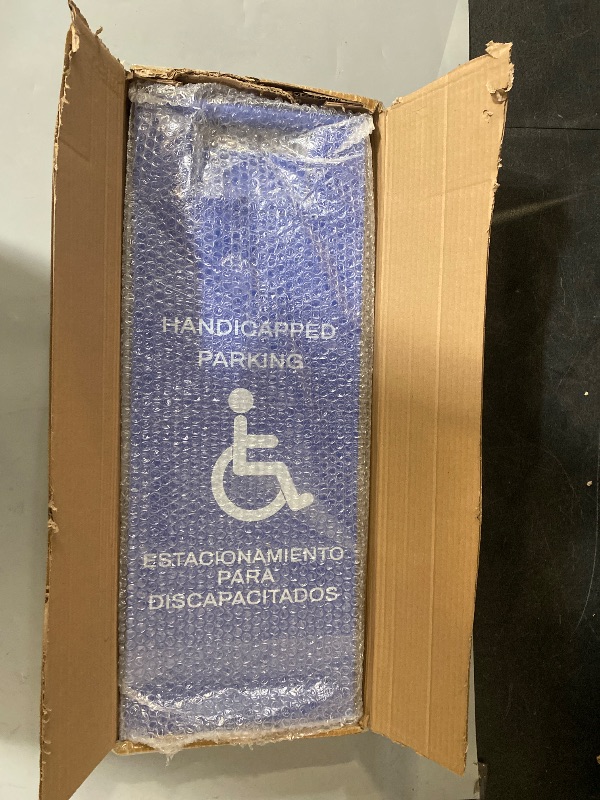 HANDICAPPED
PARKING
ESTACIONAMIENTO
PARA
DISCAPACITADOS